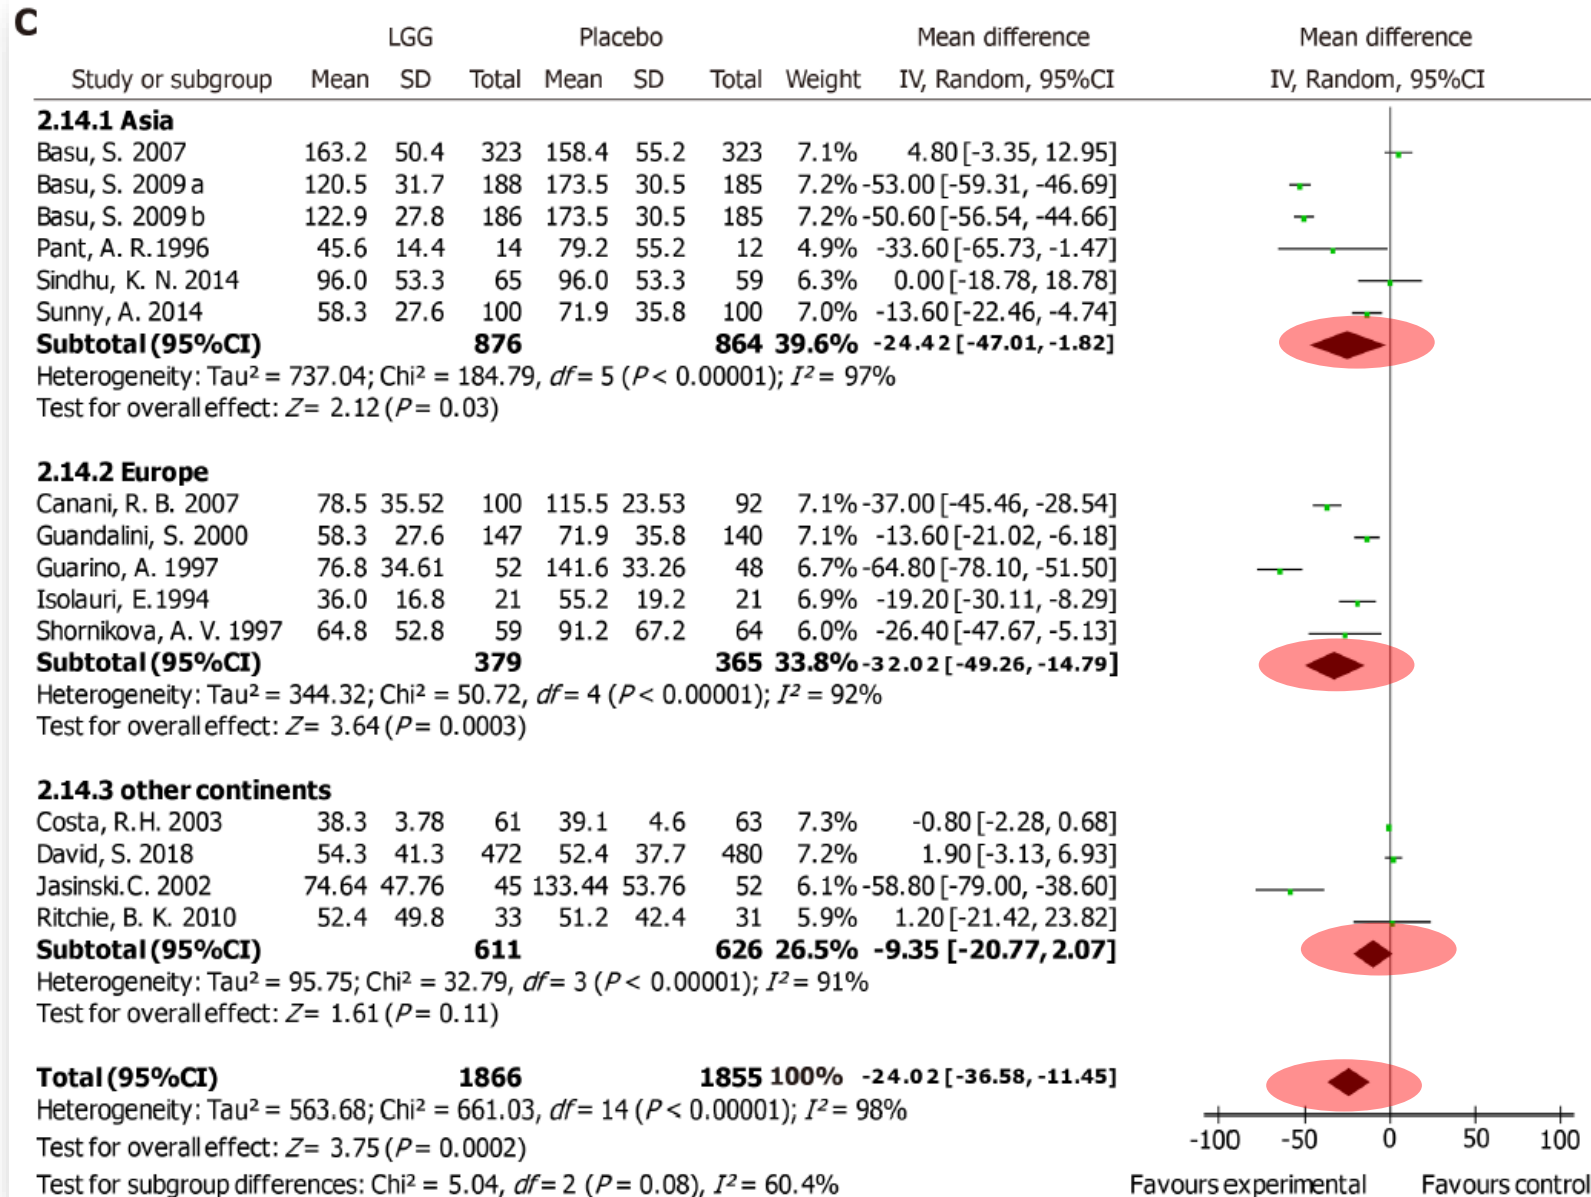 C
LGG Placebo Mean difference Mean difference
Study or subgroup Mean SD Total Mean SD Total Weight IV, Random, 95%CI IV, Random, 95%CI
2.14.1 Asia
Basu, S. 2007 163.2 50.4 323 158.4 55.2 323 7.1% 4.80 [-3.35, 12.95]
Basu, S. 2009 a 120.5 31.7 188 173.5 30.5 185 7.2% -53.00 [-59.31, -46.69]
Basu, S. 2009 b 122.9 27.8 186 173.5 30.5 185 7.2% -50.60 [-56.54, -44.66]
Pant, A. R.1996 45.6 14.4 14 79.2 55.2 12 4.9% -33.60 [-65.73, -1.47]
Sindhu, K. N. 2014 96.0 53.3 65 96.0 53.3 59 6.3% 0.00 [-18.78, 18.78]
Sunny, A. 2014 58.3 27.6 100 71.9 35.8 100 7.0% -13.60 [-22.46, -4.74]
Subtotal (95%CI) 876 864 39.6% -24.42 [-47.01, -1.82]
Heterogeneity: Tau² = 737.04; Chi² = 184.79, df = 5 (P < 0.00001); I² = 97%
Test for overall effect: Z = 2.12 (P = 0.03)
2.14.2 Europe
Canani, R. B. 2007 78.5 35.52 100 115.5 23.53 92 7.1% -37.00 [-45.46, -28.54]
Guandalini, S. 2000 58.3 27.6 147 71.9 35.8 140 7.1% -13.60 [-21.02, -6.18]
Guarino, A. 1997 76.8 34.61 52 141.6 33.26 48 6.7% -64.80 [-78.10, -51.50]
Isolauri, E.1994 36.0 16.8 21 55.2 19.2 21 6.9% -19.20 [-30.11, -8.29]
Shornikova, A. V. 1997 64.8 52.8 59 91.2 67.2 64 6.0% -26.40 [-47.67, -5.13]
Subtotal (95%CI) 379 365 33.8% -32.02 [-49.26, -14.79]
Heterogeneity: Tau² = 344.32; Chi² = 50.72, df = 4 (P < 0.00001); I² = 92%
Test for overall effect: Z = 3.64 (P = 0.0003)
2.14.3 other continents
Costa, R.H. 2003 38.3 3.78 61 39.1 4.6 63 7.3% -0.80 [-2.28, 0.68]
David, S. 2018 54.3 41.3 472 52.4 37.7 480 7.2% 1.90 [-3.13, 6.93]
Jasinski.C. 2002 74.64 47.76 45 133.44 53.76 52 6.1% -58.80 [-79.00, -38.60]
Ritchie, B. K. 2010 52.4 49.8 33 51.2 42.4 31 5.9% 1.20 [-21.42, 23.82]
Subtotal (95%CI) 611 626 26.5% -9.35 [-20.77, 2.07]
Heterogeneity: Tau² = 95.75; Chi² = 32.79, df = 3 (P < 0.00001); I² = 91%
Test for overall effect: Z = 1.61 (P = 0.11)
Total (95%CI) 1866 1855 100% -24.02 [-36.58, -11.45]
Heterogeneity: Tau² = 563.68; Chi² = 661.03, df = 14 (P < 0.00001); I² = 98%
Test for overall effect: Z = 3.75 (P = 0.0002)
-100 -50 0 50 100
Test for subgroup differences: Chi² = 5.04, df = 2 (P = 0.08), I² = 60.4%
Favours experimental Favours control